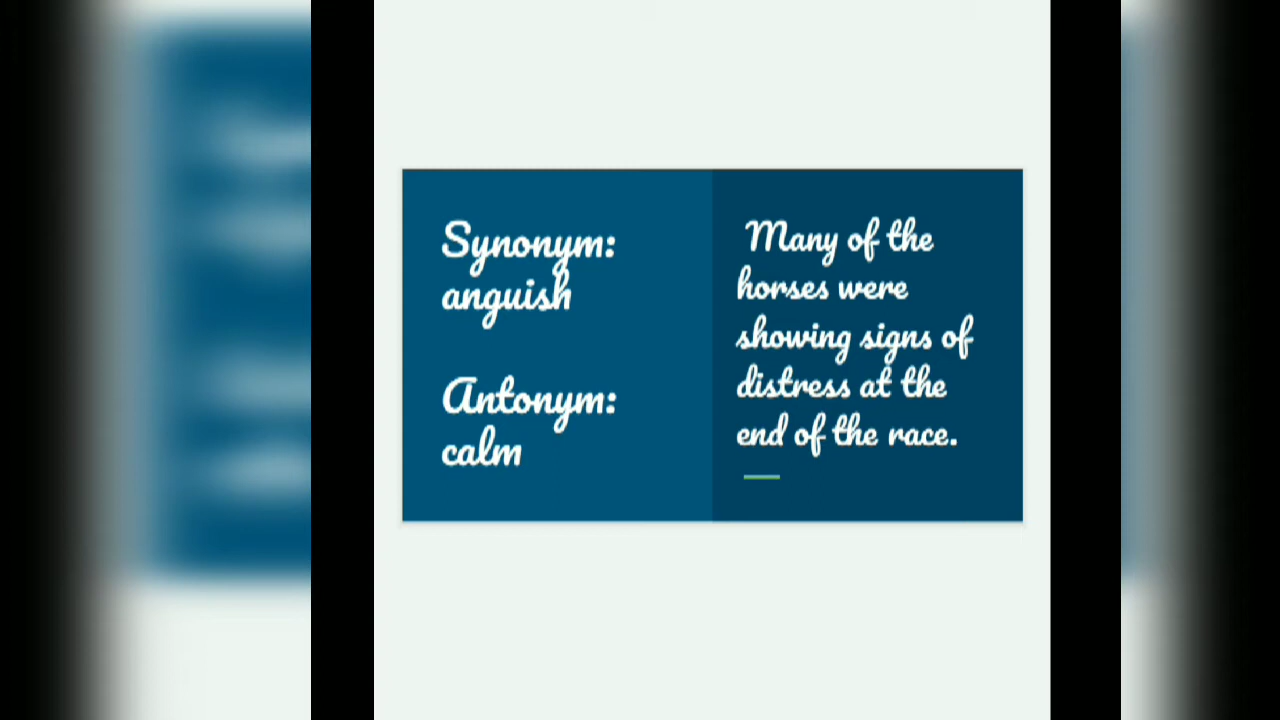 Synonym:
anguish
Antonym:
calm
Many of the
horses were
showing signs of
distress at the
end of the race.